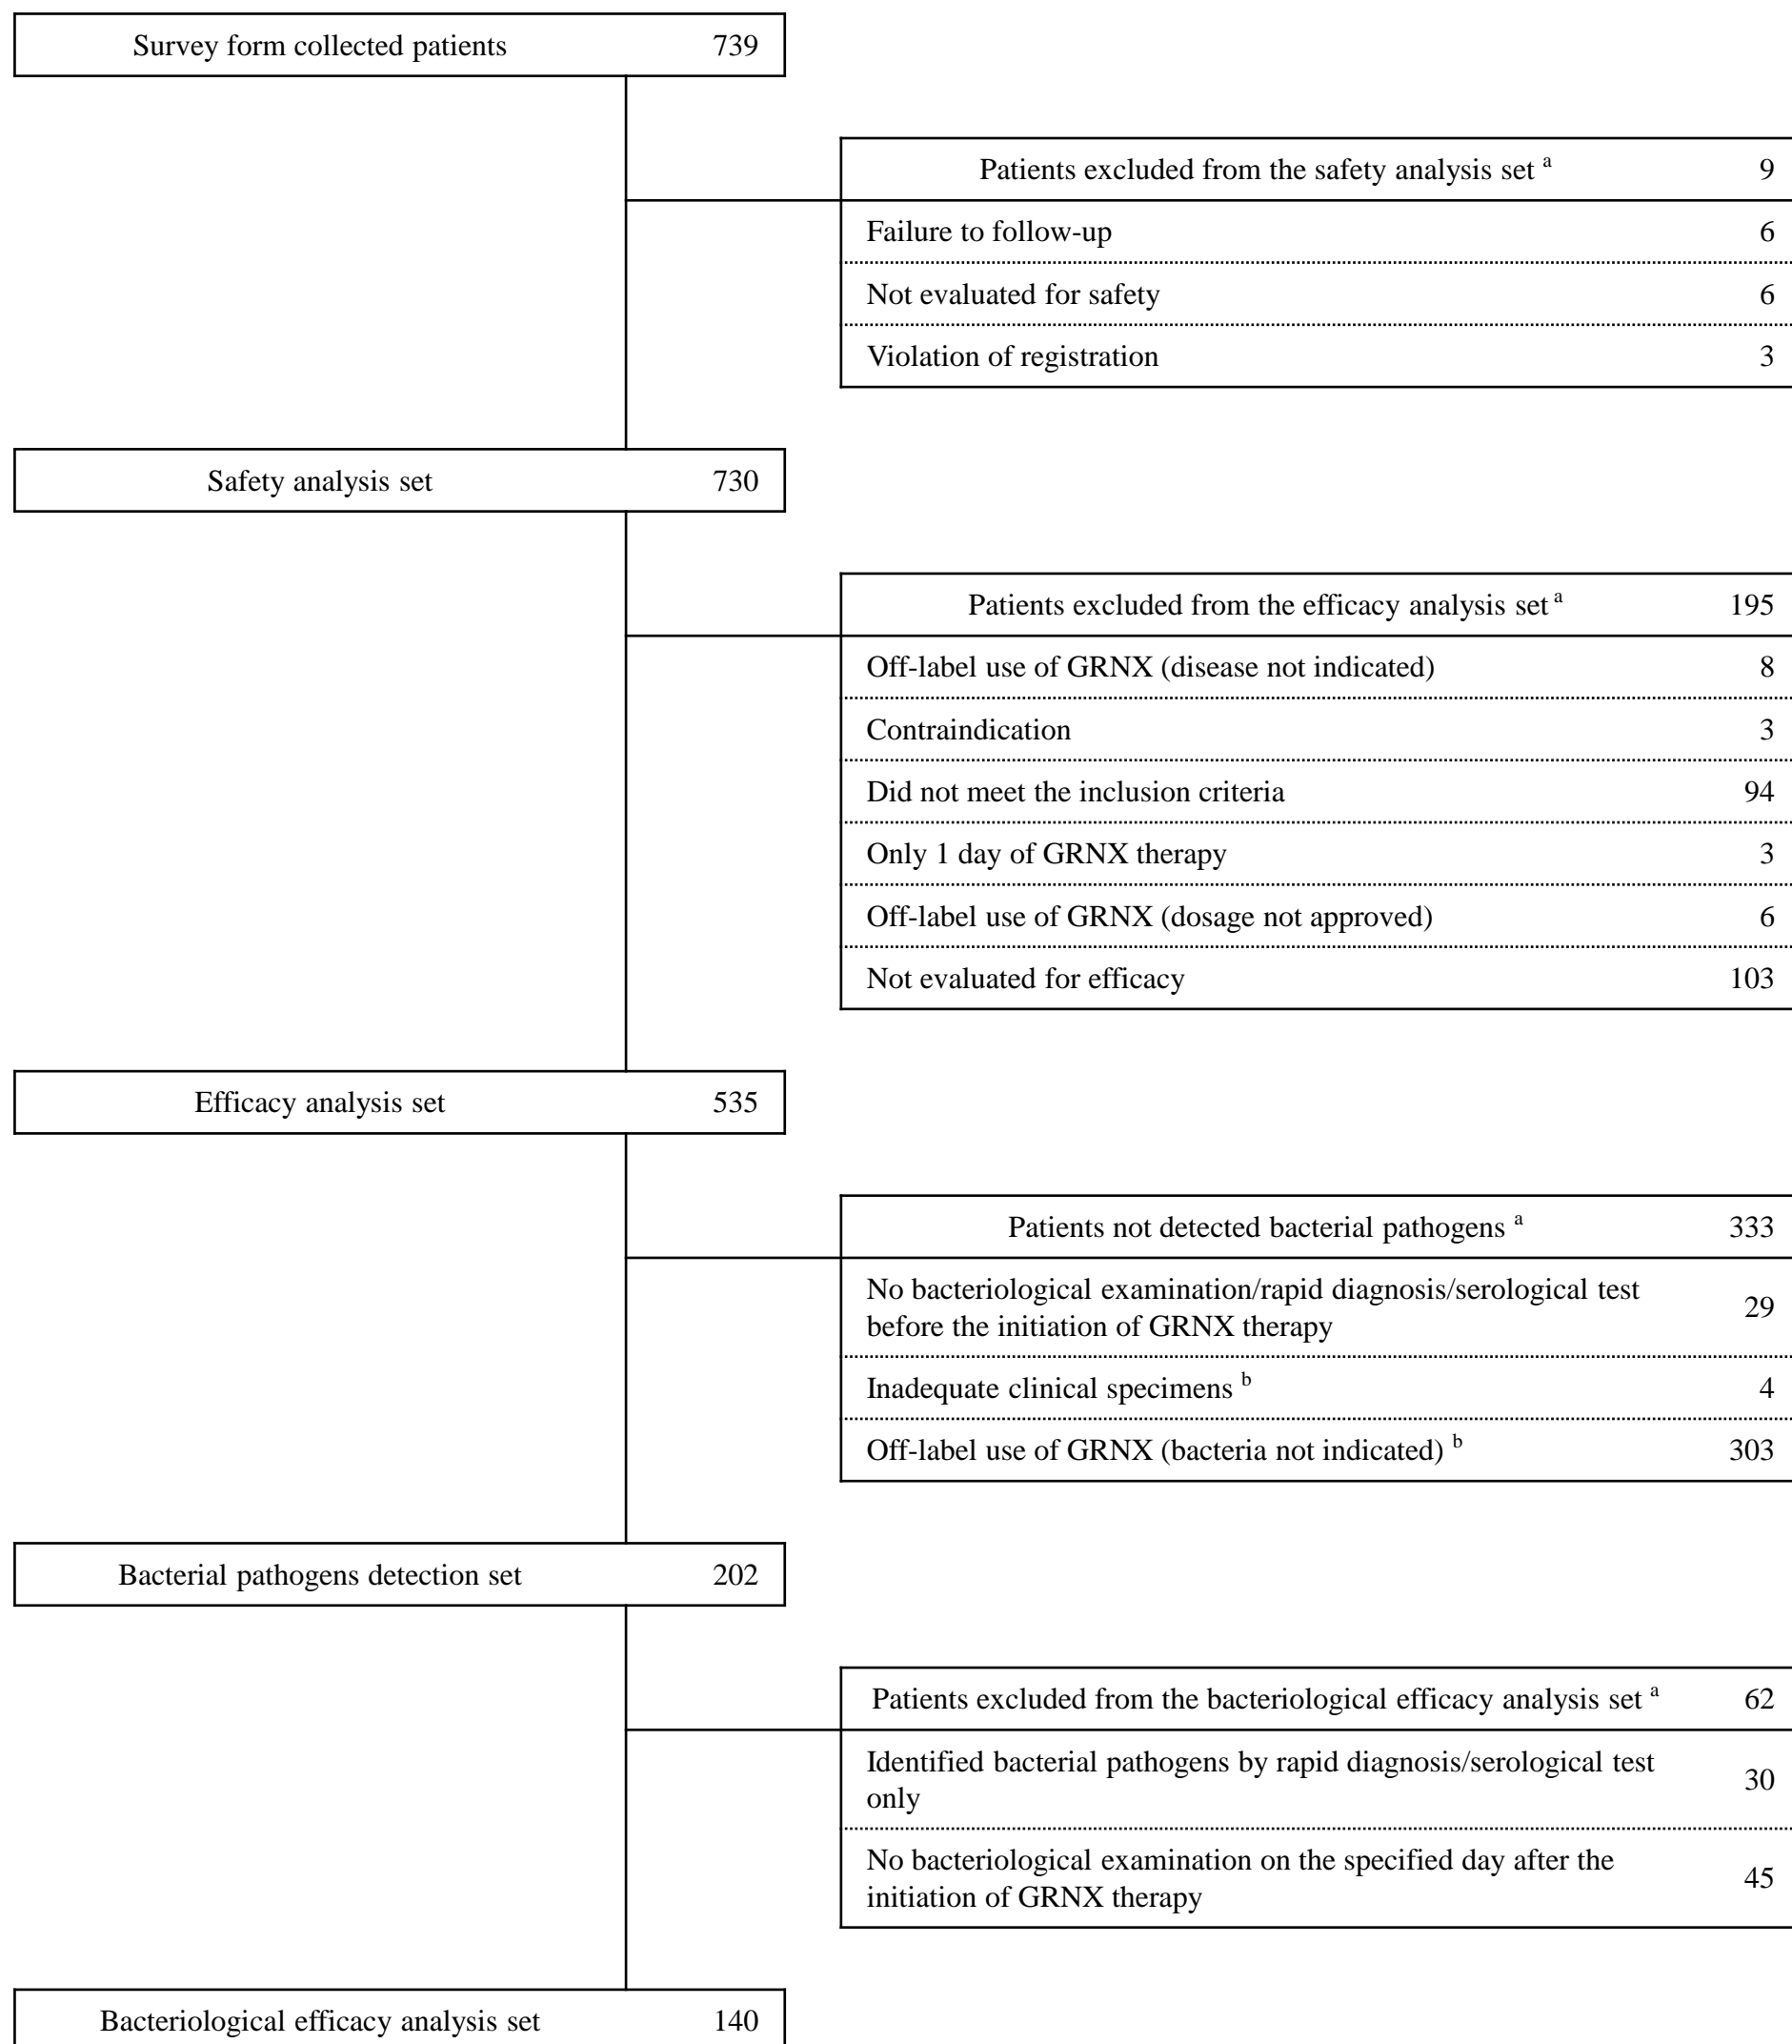 Survey form collected patients 739
Patients excluded from the safety analysis set a 9
Failure to follow-up 6
Not evaluated for safety 6
Violation of registration 3
Safety analysis set 730
Patients excluded from the efficacy analysis set a 195
Off-label use of GRNX (disease not indicated) 8
Contraindication 3
Did not meet the inclusion criteria 94
Only 1 day of GRNX therapy 3
Off-label use of GRNX (dosage not approved) 6
Not evaluated for efficacy 103
Efficacy analysis set 535
Patients not detected bacterial pathogens a 333
No bacteriological examination/rapid diagnosis/serological test
before the initiation of GRNX therapy 29
Inadequate clinical specimens b 4
Off-label use of GRNX (bacteria not indicated) b 303
Bacterial pathogens detection set 202
Patients excluded from the bacteriological efficacy analysis set a 62
Identified bacterial pathogens by rapid diagnosis/serological test
only 30
No bacteriological examination on the specified day after the
initiation of GRNX therapy 45
Bacteriological efficacy analysis set 140